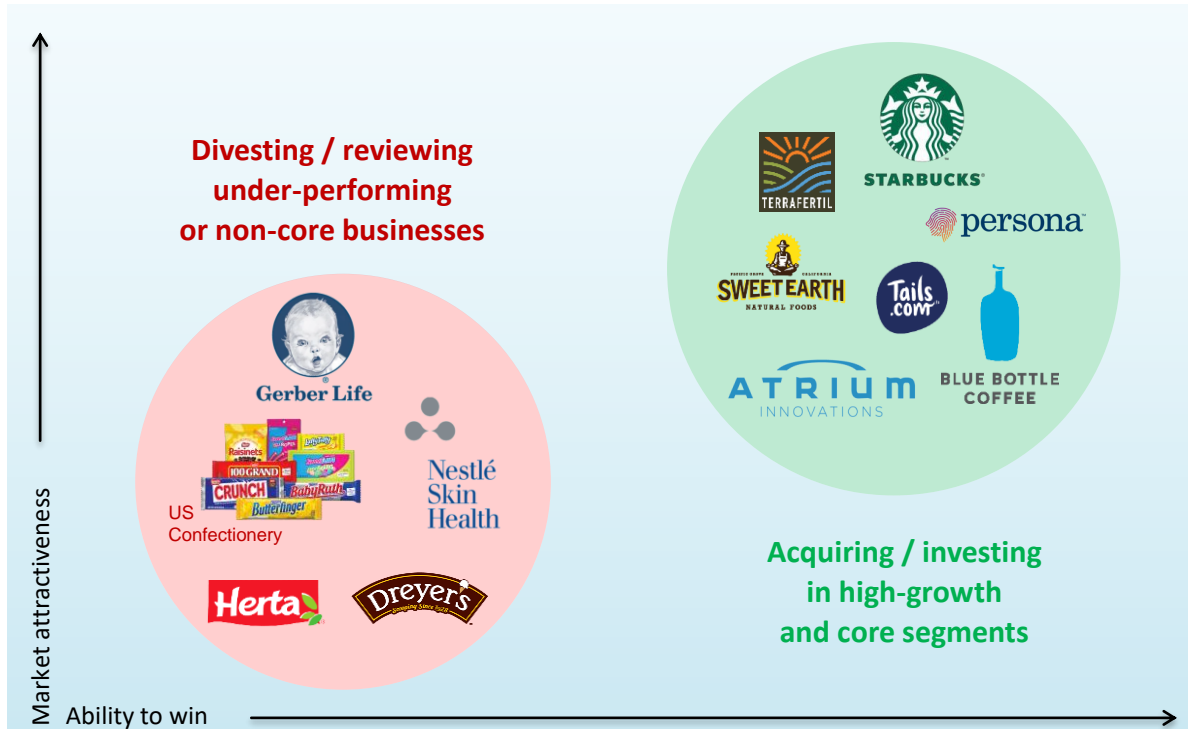 Divesting / reviewing
under-performing
or non-core businesses
Gerber Life
Raisinets
100 GRAND
CRUNCH
BabyRuth
Butterfinger
US
Confectionery
Nestlé
Skin
Health
Herta
Dreyer's
STARBUCKS
TERRAFERTIL
persona
SWEET EARTH
NATURAL FOODS
Tails
.com
ATRIUM
INNOVATIONS
BLUE BOTTLE
COFFEE
Acquiring / investing
in high-growth
and core segments
Market attractiveness
Ability to win